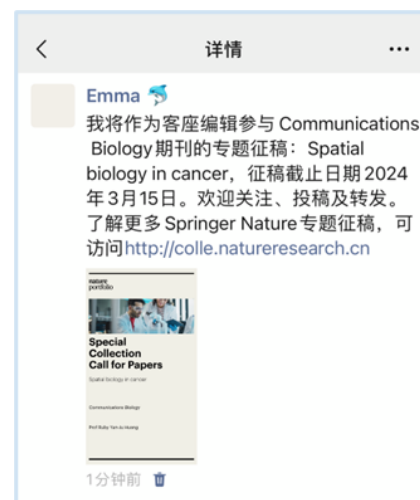 详情
Emma
我将作为客座编辑参与 Communications
Biology期刊的专题征稿：Spatial
biology in cancer，征稿截止日期2024
年3月15日。欢迎关注、投稿及转发。
了解更多Springer Nature专题征稿，可
访问http://colle.natureresearch.cn
nature
portfolio
Special
Collection
Call for Papers
Spatial biology in cancer
Communications Biology
Prof Ruby Yun-Ju Huang
1分钟前